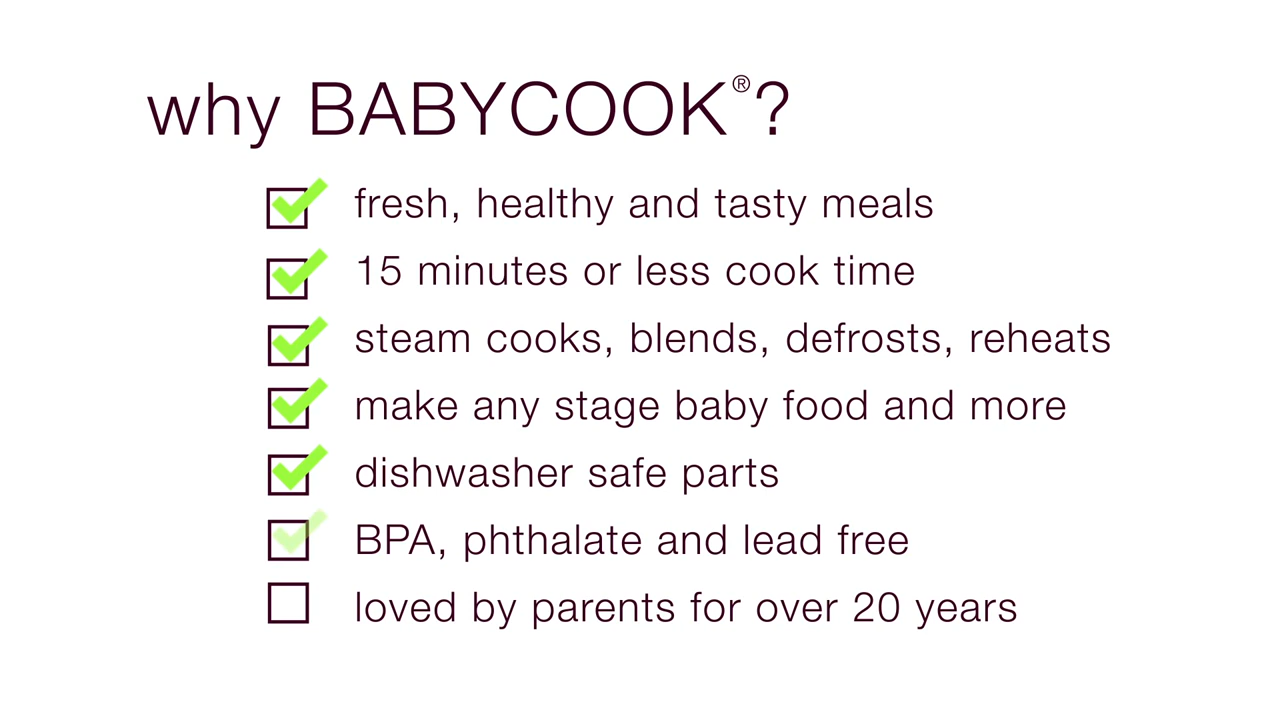 why BABYCOOK®?
fresh, healthy and tasty meals
15 minutes or less cook time
steam cooks, blends, defrosts, reheats
make any stage baby food and more
dishwasher safe parts
BPA, phthalate and lead free
loved by parents for over 20 years